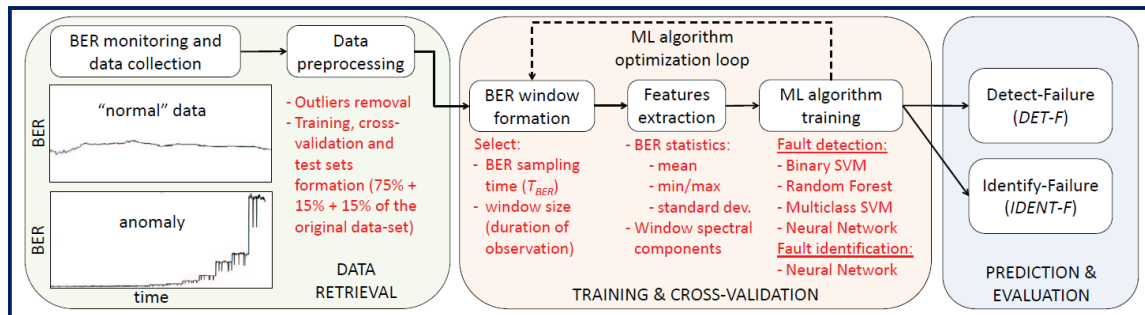 BER monitoring and
data collection
Data
preprocessing
BER
"normal" data
BER
anomaly
time
- Outliers removal
- Training, cross-
validation and
test sets
formation (75% +
15% + 15% of the
original data-set)
DATA
RETRIEVAL
ML algorithm
optimization loop
BER window
formation
Features
extraction
ML algorithm
training
Select:
- BER sampling
time (T_BER)
- window size
(duration of
observation)
- BER statistics:
- mean
- min/max
- standard dev.
- Window spectral
components
Fault detection:
- Binary SVM
- Random Forest
- Multiclass SVM
- Neural Network
Fault identification:
- Neural Network
TRAINING & CROSS-VALIDATION
Detect-Failure
(DET-F)
Identify-Failure
(IDENT-F)
PREDICTION &
EVALUATION